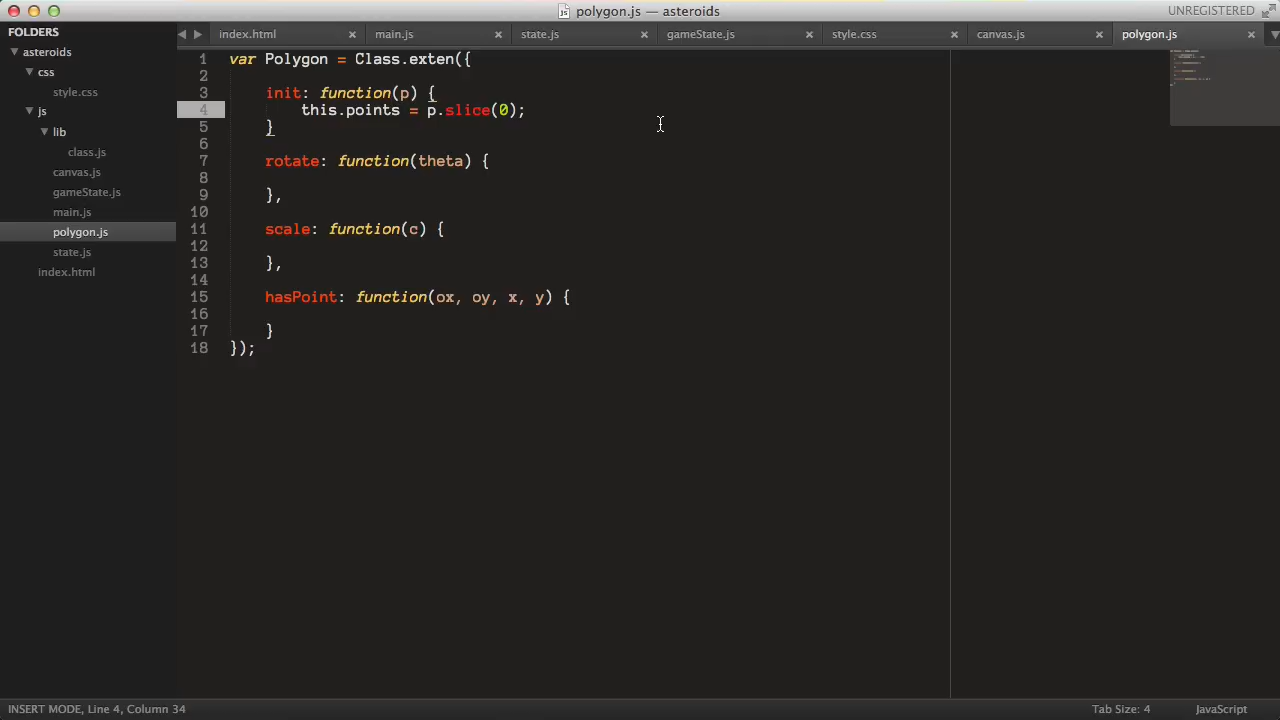 polygon.js — asteroids
UNREGISTERED
FOLDERS
asteroids
css
style.css
js
lib
class.js
canvas.js
gameState.js
main.js
polygon.js
state.js
index.html
index.html
main.js
state.js
gameState.js
style.css
canvas.js
polygon.js
1 var Polygon = Class.exten({
2
3 init: function(p) {
4 this.points = p.slice(0);
5 }
6
7 rotate: function(theta) {
8
9 },
10
11 scale: function(c) {
12
13 },
14
15 hasPoint: function(ox, oy, x, y) {
16
17 }
18 });
INSERT MODE, Line 4, Column 34
Tab Size: 4
JavaScript